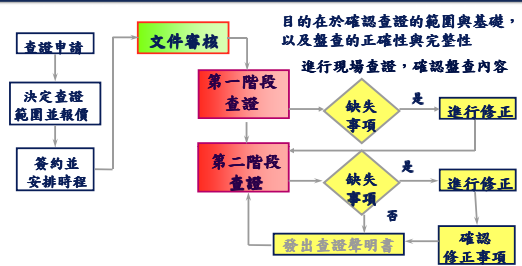 目的在於確認查證的範圍與基礎，
以及盤查的正確性與完整性
進行現場查證，確認盤查內容
查證申請
決定查證
範圍並報價
簽約並
安排時程
文件審核
第一階段
查證
缺失
事項
是
進行修正
第二階段
查證
缺失
事項
是
進行修正
否
確認
修正事項
發出查證聲明書